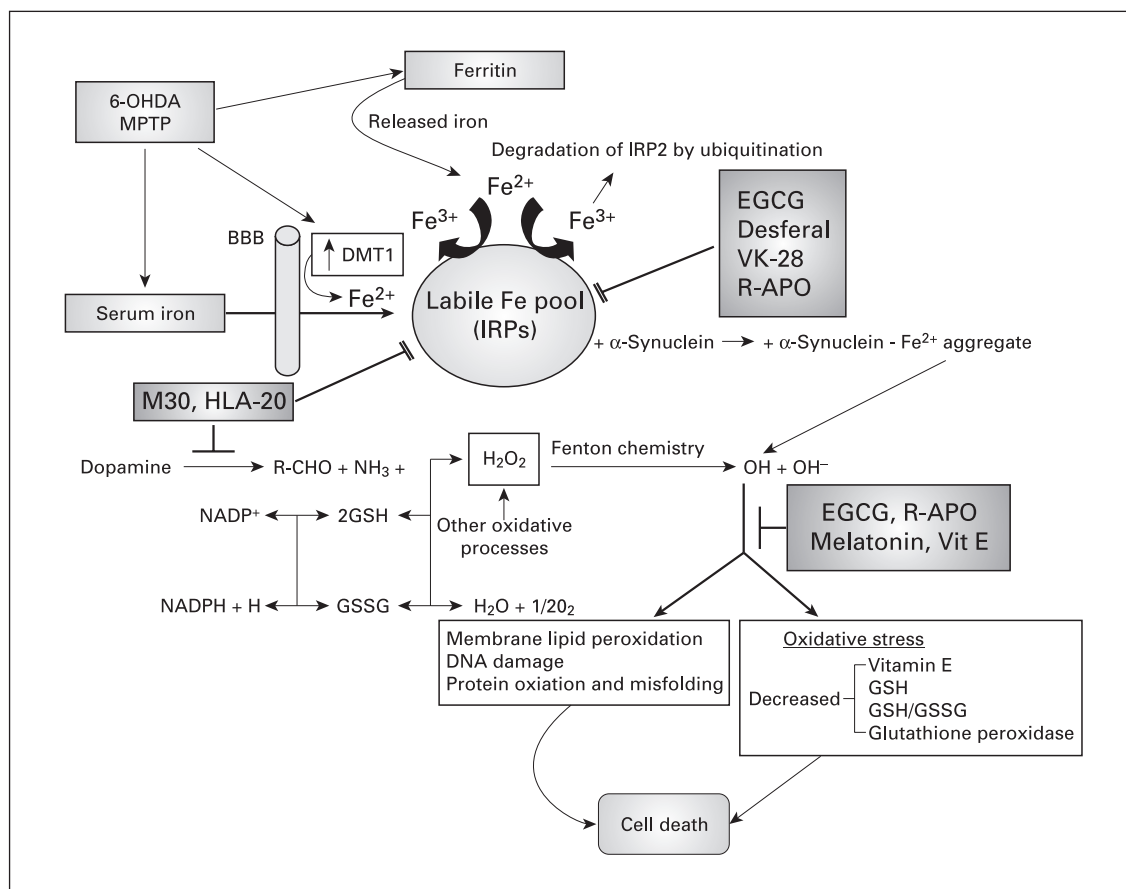 Ferritin
6-OHDA
MPTP
Released iron
Degradation of IRP2 by ubiquitination
Fe²⁺
Fe³⁺
Fe³⁺
EGCG
Desferal
VK-28
R-APO
BBB
DMT1
Fe²⁺
Serum iron
Labile Fe pool
(IRPs)
+ α-Synuclein
+ α-Synuclein - Fe²⁺ aggregate
M30, HLA-20
Dopamine
R-CHO + NH₃ +
H₂O₂
Fenton chemistry
OH + OH⁻
NADP⁺
2GSH
Other oxidative
processes
EGCG, R-APO
Melatonin, Vit E
NADPH + H
GSSG
H₂O + 1/20₂
Membrane lipid peroxidation
DNA damage
Protein oxiation and misfolding
Oxidative stress
Decreased
Vitamin E
GSH
GSH/GSSG
Glutathione peroxidase
Cell death